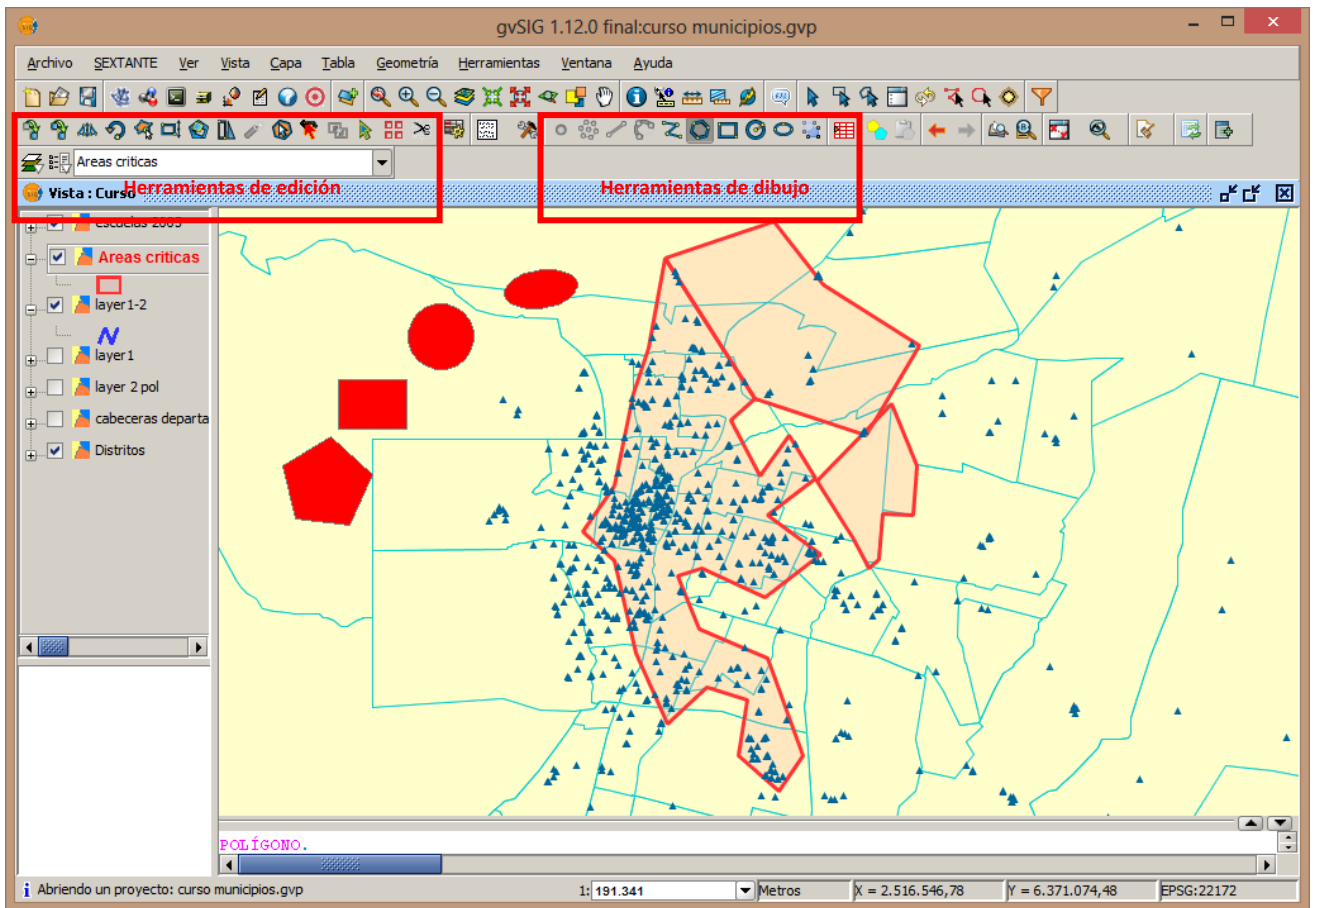 gvSIG 1.12.0 final:curso municipios.gvp
Archivo SEXTANTE Ver Vista Capa Tabla Geometría Herramientas Ventana Ayuda
Areas criticas
Herramientas de edición
Herramientas de dibujo
Vista : Curso
escuelas 2005
Areas criticas
layer1-2
layer1
layer 2 pol
cabeceras departa
Distritos
POLÍGONO.
Abriendo un proyecto: curso municipios.gvp
1: 191.341
Metros
X = 2.516.546,78
Y = 6.371.074,48
EPSG:22172